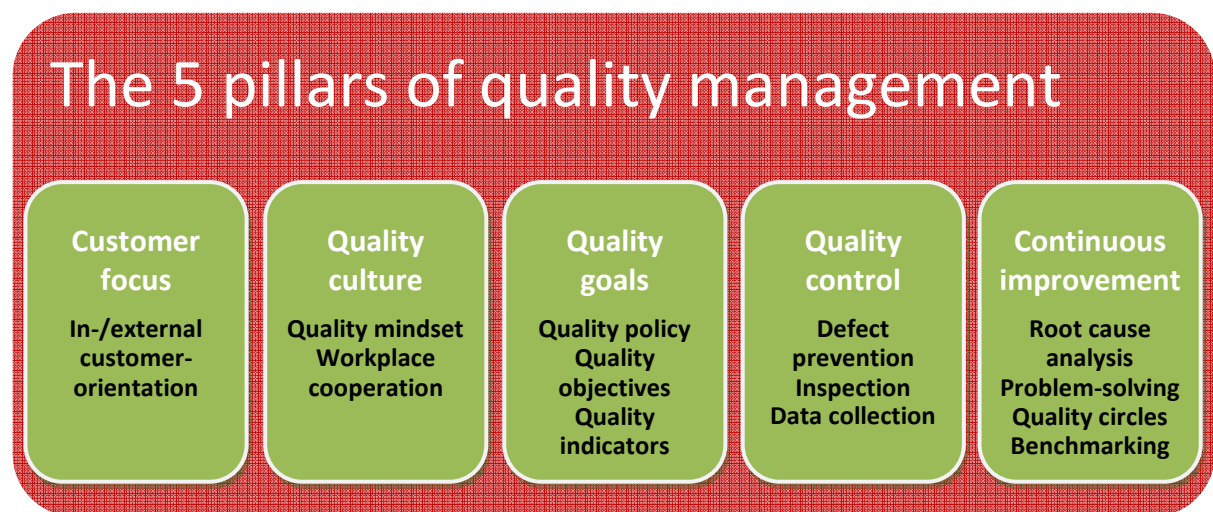 The 5 pillars of quality management
Customer
focus
In-/external
customer-
orientation
Quality
culture
Quality mindset
Workplace
cooperation
Quality
goals
Quality policy
Quality
objectives
Quality
indicators
Quality
control
Defect
prevention
Inspection
Data collection
Continuous
improvement
Root cause
analysis
Problem-solving
Quality circles
Benchmarking